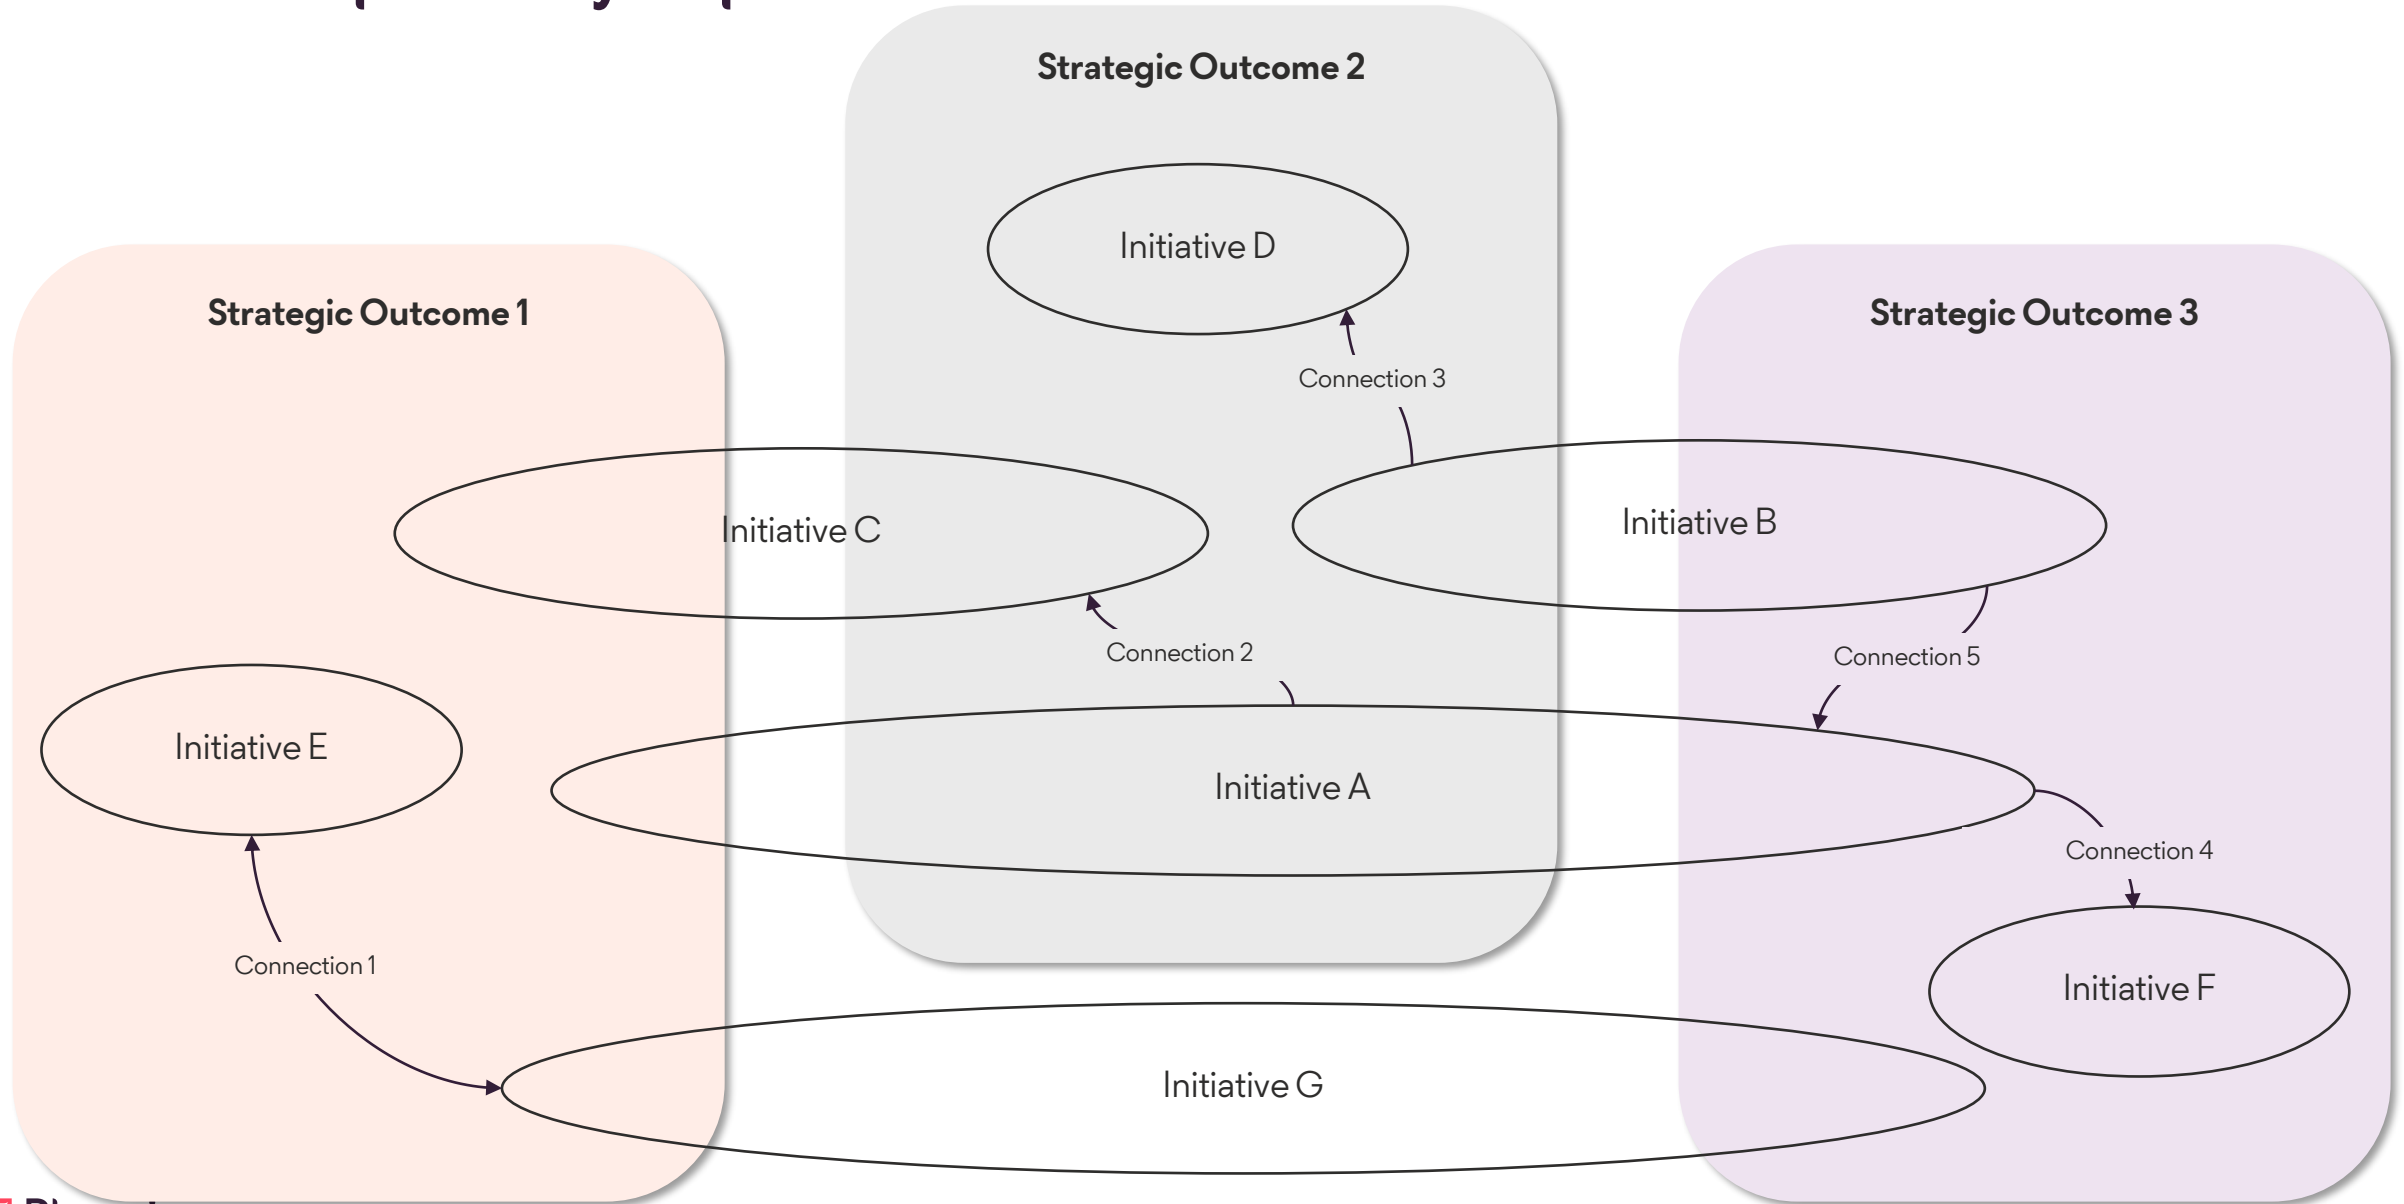 Strategic Outcome 2
Initiative D
Strategic Outcome 1
Strategic Outcome 3
Connection 3
Initiative C
Initiative B
Connection 2
Connection 5
Initiative E
Initiative A
Connection 4
Connection 1
Initiative F
Initiative G